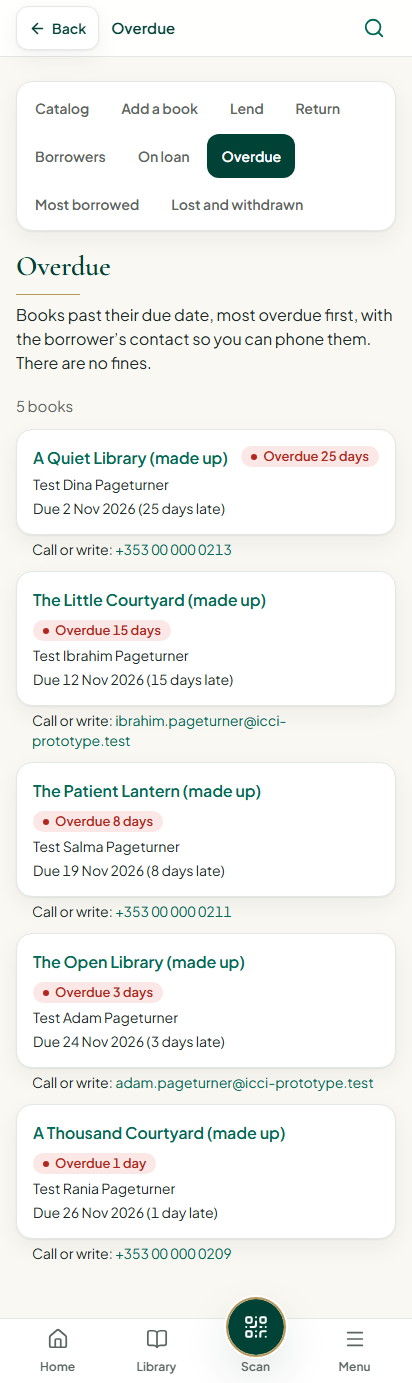 Back Overdue
Catalog Add a book Lend Return
Borrowers On loan Overdue
Most borrowed Lost and withdrawn
Overdue
Books past their due date, most overdue first, with
the borrower’s contact so you can phone them.
There are no fines.
5 books
A Quiet Library (made up) Overdue 25 days
Test Dina Pageturner
Due 2 Nov 2026 (25 days late)
Call or write: +353 00 000 0213
The Little Courtyard (made up)
Overdue 15 days
Test Ibrahim Pageturner
Due 12 Nov 2026 (15 days late)
Call or write: ibrahim.pageturner@icci-
prototype.test
The Patient Lantern (made up)
Overdue 8 days
Test Salma Pageturner
Due 19 Nov 2026 (8 days late)
Call or write: +353 00 000 0211
The Open Library (made up)
Overdue 3 days
Test Adam Pageturner
Due 24 Nov 2026 (3 days late)
Call or write: adam.pageturner@icci-prototype.test
A Thousand Courtyard (made up)
Overdue 1 day
Test Rania Pageturner
Due 26 Nov 2026 (1 day late)
Call or write: +353 00 000 0209
Home Library Scan Menu